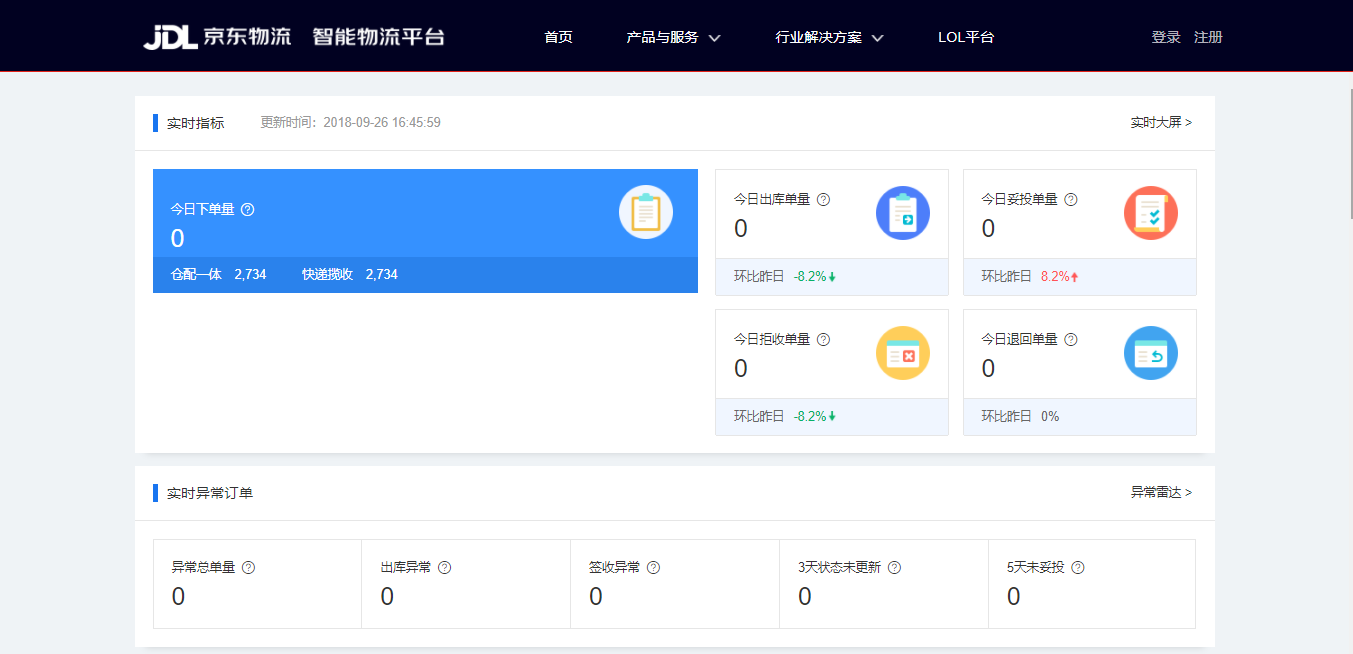 JDL 京东物流 智能物流平台 首页 产品与服务 行业解决方案 LOL平台 登录 注册
实时指标 更新时间：2018-09-26 16:45:59 实时大屏 >
今日下单量 ?
0
仓配一体 2,734 快递揽收 2,734
今日出库单量 ?
0
环比昨日 -8.2%
今日妥投单量 ?
0
环比昨日 8.2%
今日拒收单量 ?
0
环比昨日 -8.2%
今日退回单量 ?
0
环比昨日 0%
实时异常订单 异常雷达 >
异常总单量 ?
0
出库异常 ?
0
签收异常 ?
0
3天状态未更新 ?
0
5天未妥投 ?
0